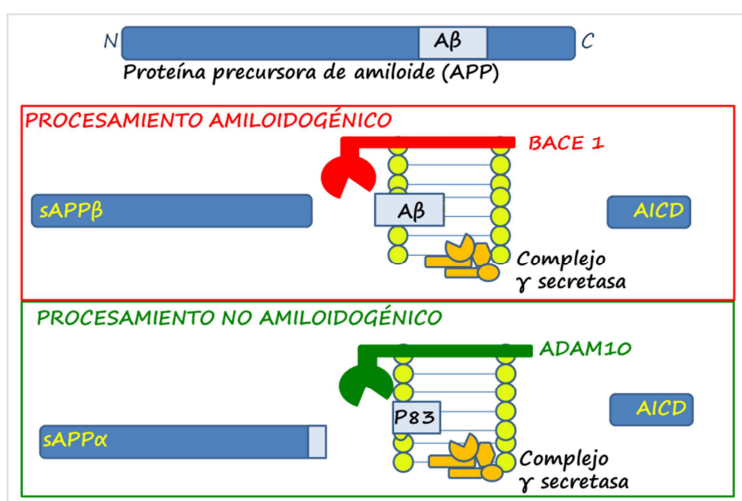 N Aβ C
Proteína precursora de amiloide (APP)
PROCESAMIENTO AMILOIDOGÉNICO
BACE 1
sAPPβ
Aβ
AICD
Complejo
γ secretasa
PROCESAMIENTO NO AMILOIDOGÉNICO
ADAM10
P83
AICD
sAPPα
Complejo
γ secretasa